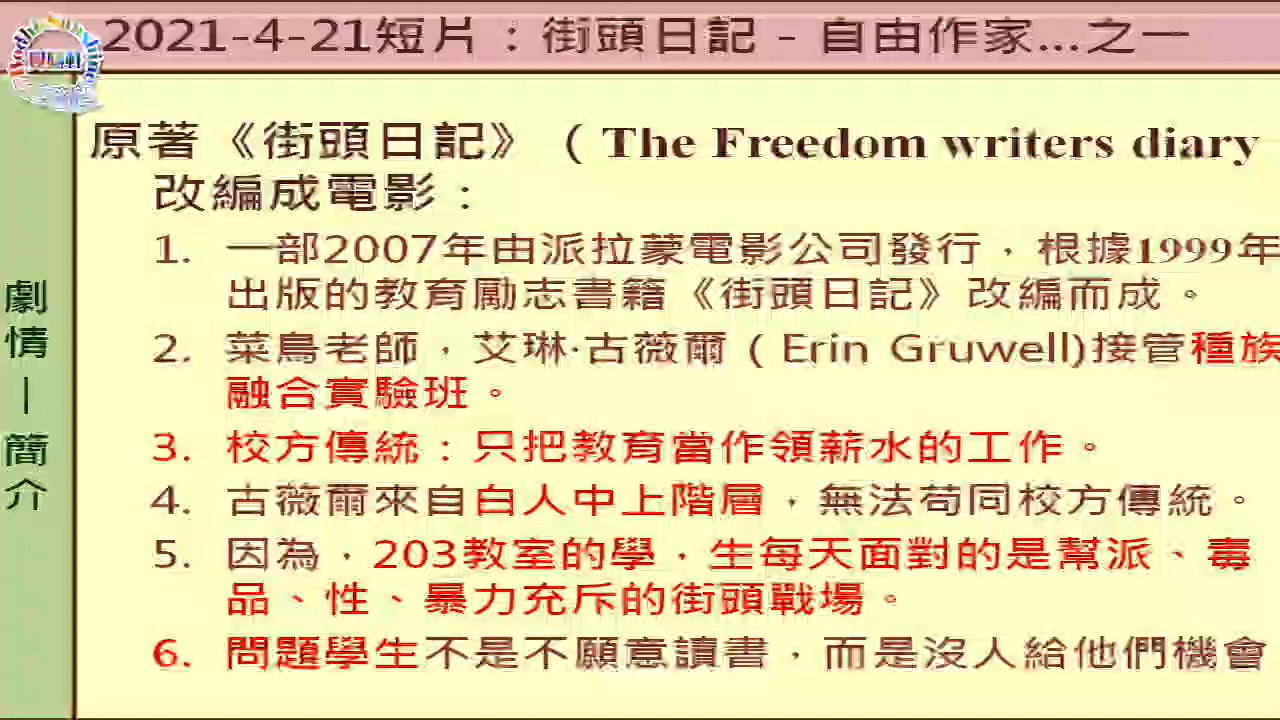 2021-4-21短片：街頭日記 – 自由作家...之一
劇情｜簡介
原著《街頭日記》（The Freedom writers diary
改編成電影：
1. 一部2007年由派拉蒙電影公司發行，根據1999年
出版的教育勵志書籍《街頭日記》改編而成。
2. 菜鳥老師，艾琳·古薇爾（Erin Gruwell)接管種族
融合實驗班。
3. 校方傳統：只把教育當作領薪水的工作。
4. 古薇爾來自白人中上階層，無法苟同校方傳統。
5. 因為，203教室的學，生每天面對的是幫派、毒
品、性、暴力充斥的街頭戰場。
6. 問題學生不是不願意讀書，而是沒人給他們機會